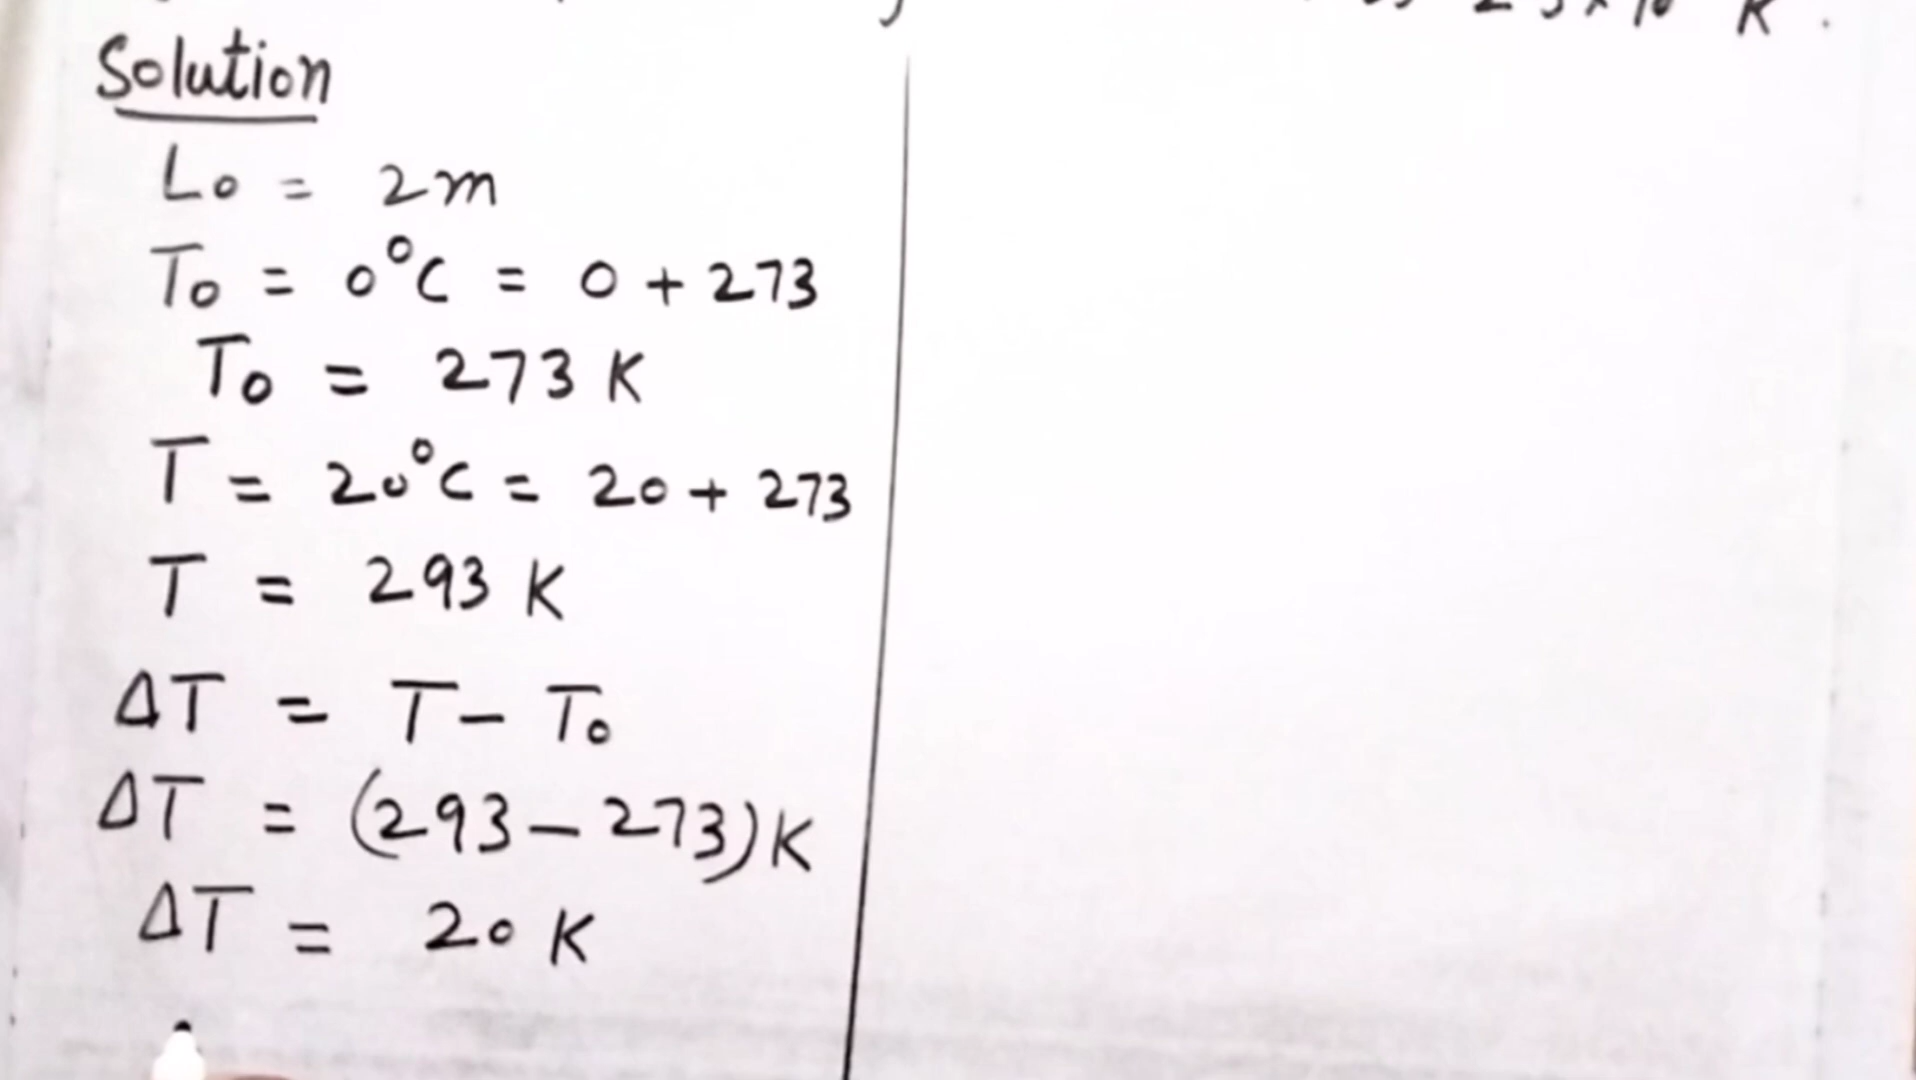 Solution
L₀ = 2m
T₀ = 0°C = 0 + 273
T₀ = 273 K
T = 20°C = 20 + 273
T = 293 K
ΔT = T - T₀
ΔT = (293 - 273)K
ΔT = 20 K